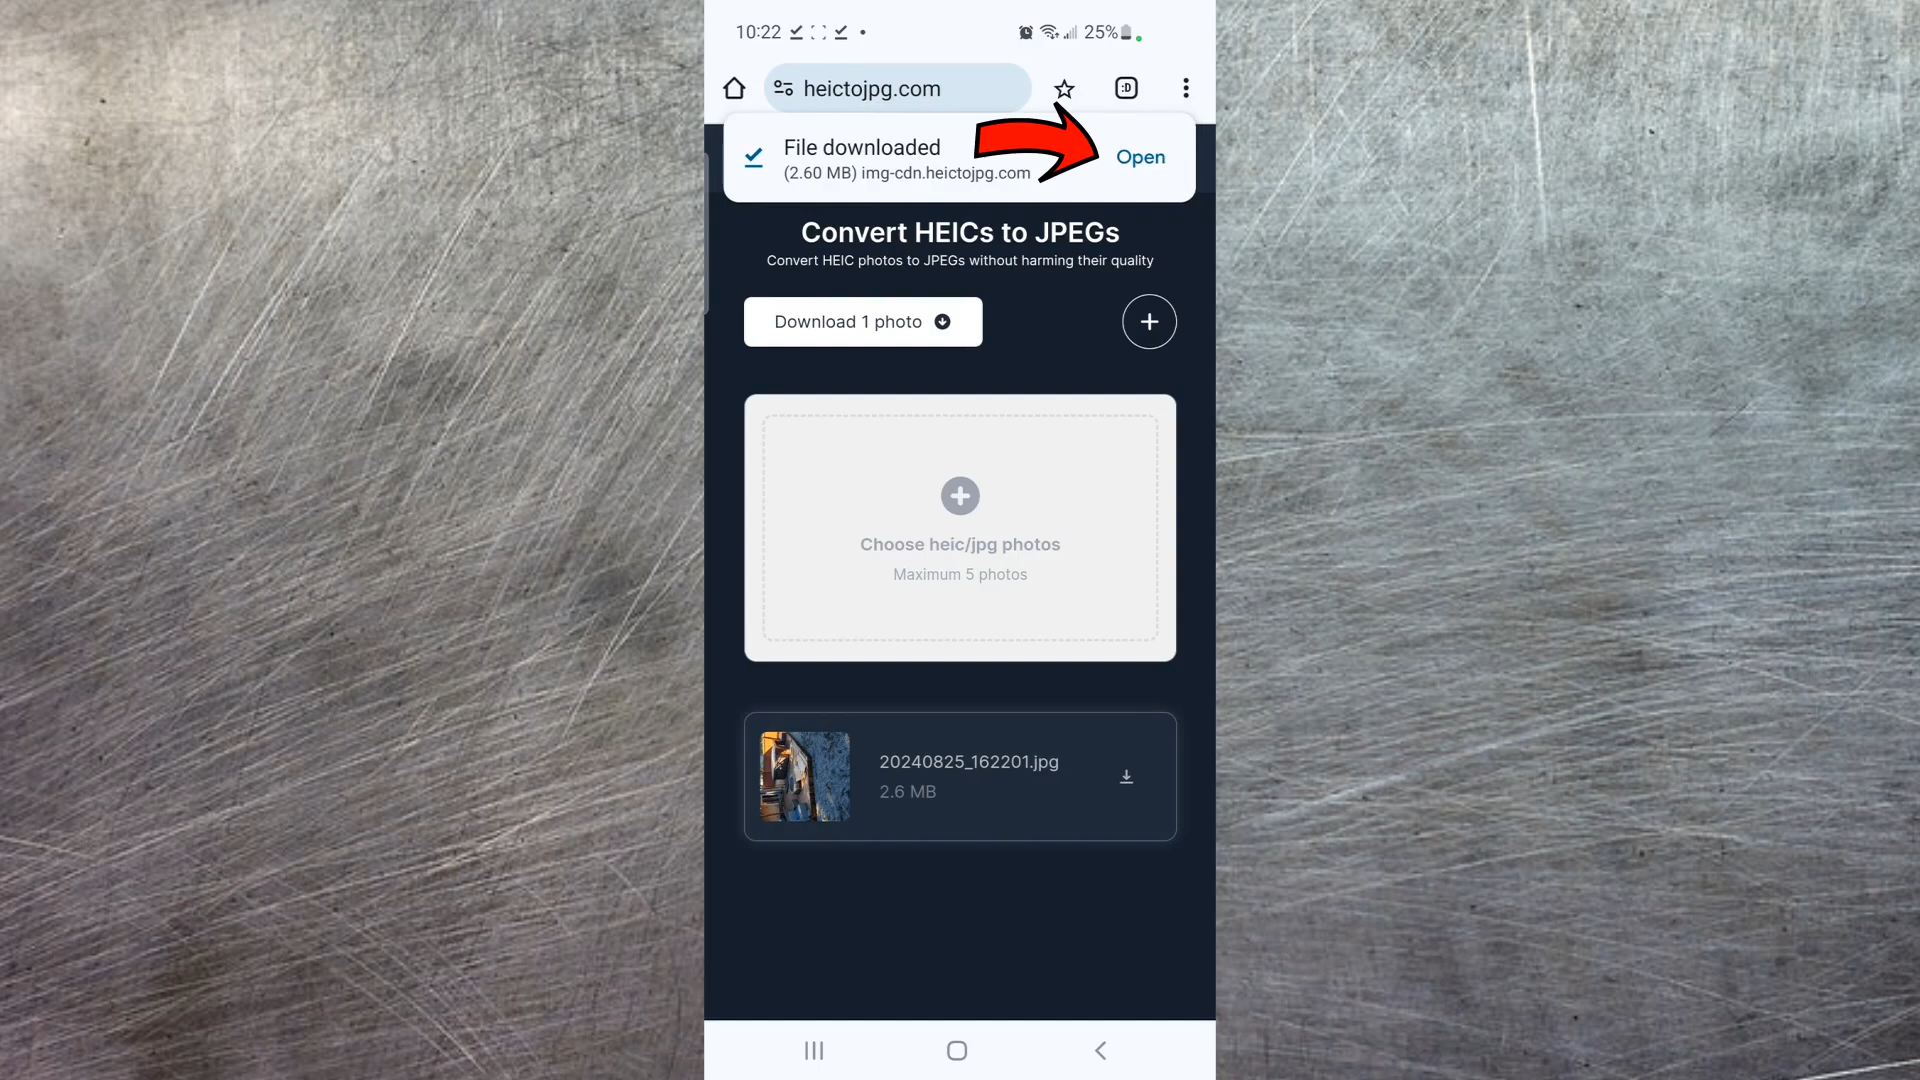 10:22
25%
heictojpg.com
:D
File downloaded
(2.60 MB) img-cdn.heictojpg.com
Open
Convert HEICs to JPEGs
Convert HEIC photos to JPEGs without harming their quality
Download 1 photo
Choose heic/jpg photos
Maximum 5 photos
20240825_162201.jpg
2.6 MB